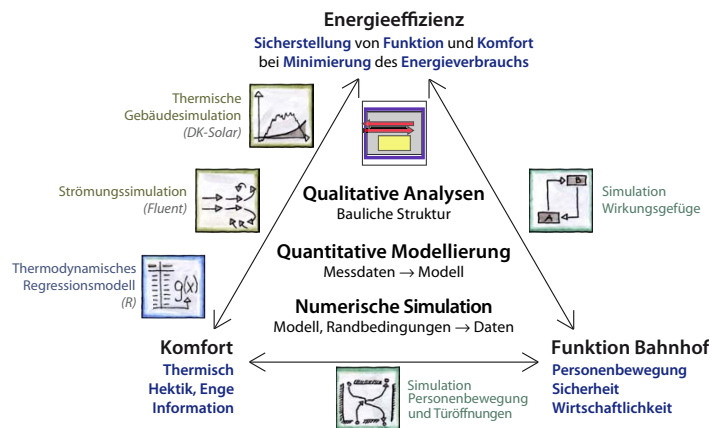 Energieeffizienz
Sicherstellung von Funktion und Komfort
bei Minimierung des Energieverbrauchs
Thermische
Gebäudesimulation
(DK-Solar)
Strömungssimulation
(Fluent)
Thermodynamisches
Regressionsmodell
(R)
g(x)
Qualitative Analysen
Bauliche Struktur
Quantitative Modellierung
Messdaten → Modell
Numerische Simulation
Modell, Randbedingungen → Daten
B
A
Simulation
Wirkungsgefüge
Komfort
Thermisch
Hektik, Enge
Information
Simulation
Personenbewegung
und Türöffnungen
Funktion Bahnhof
Personenbewegung
Sicherheit
Wirtschaftlichkeit